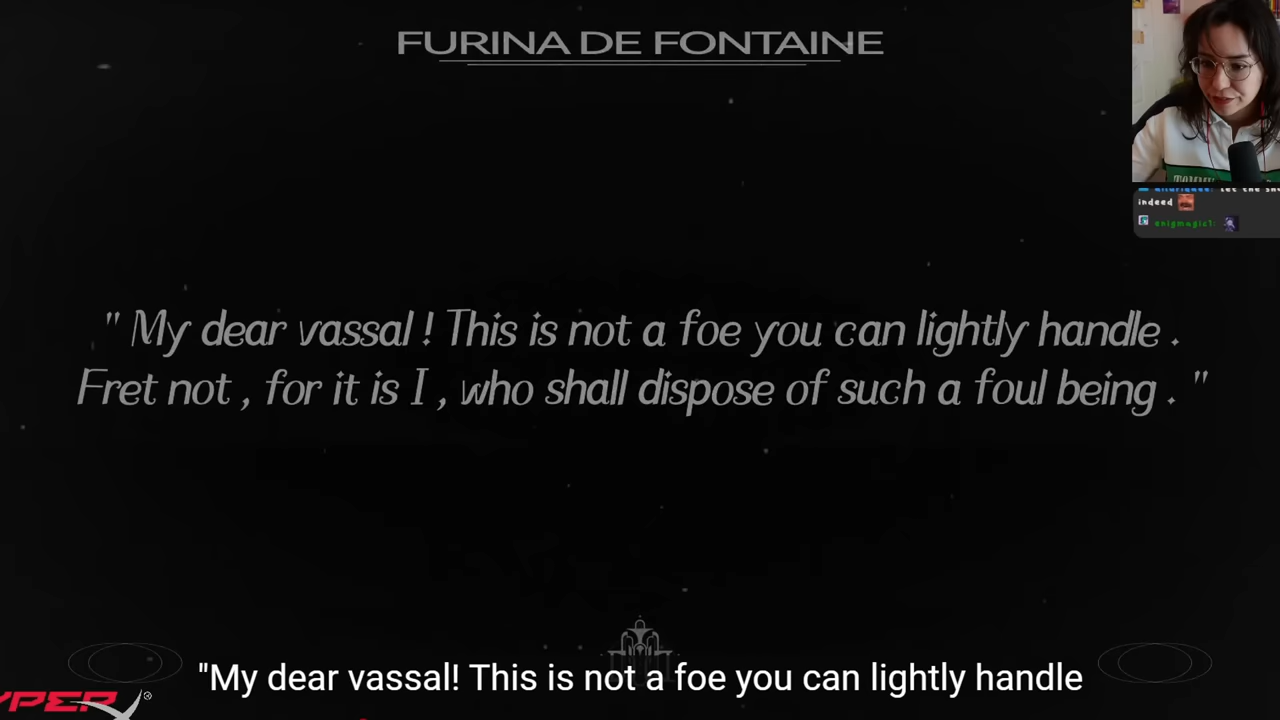 FURINA DE FONTAINE
indeed
enigmagic1:
" My dear vassal ! This is not a foe you can lightly handle .
Fret not , for it is I , who shall dispose of such a foul being . "
"My dear vassal! This is not a foe you can lightly handle
YPER